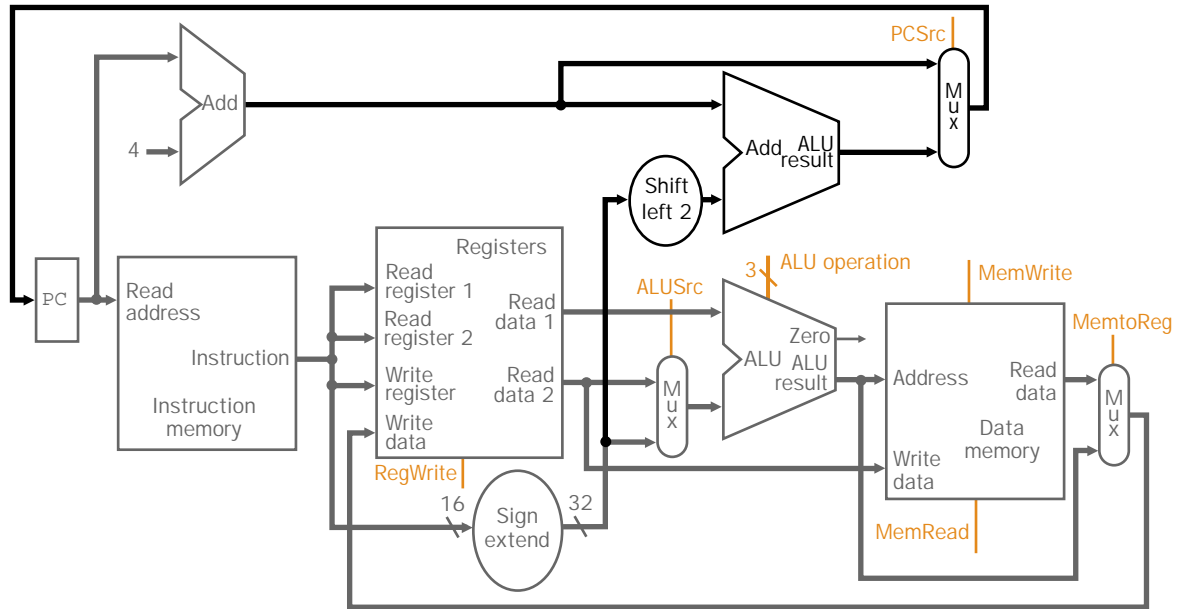 PCSrc
Add
4
M
u
x
Add
ALU
result
Shift
left 2
PC
Read
address
Instruction
Instruction
memory
Registers
Read
register 1
Read
register 2
Write
register
Write
data
Read
data 1
Read
data 2
RegWrite
16
Sign
extend
32
ALUSrc
M
u
x
3
ALU operation
Zero
ALU
ALU
result
MemWrite
Address
Read
data
Data
memory
Write
data
MemRead
MemtoReg
M
u
x